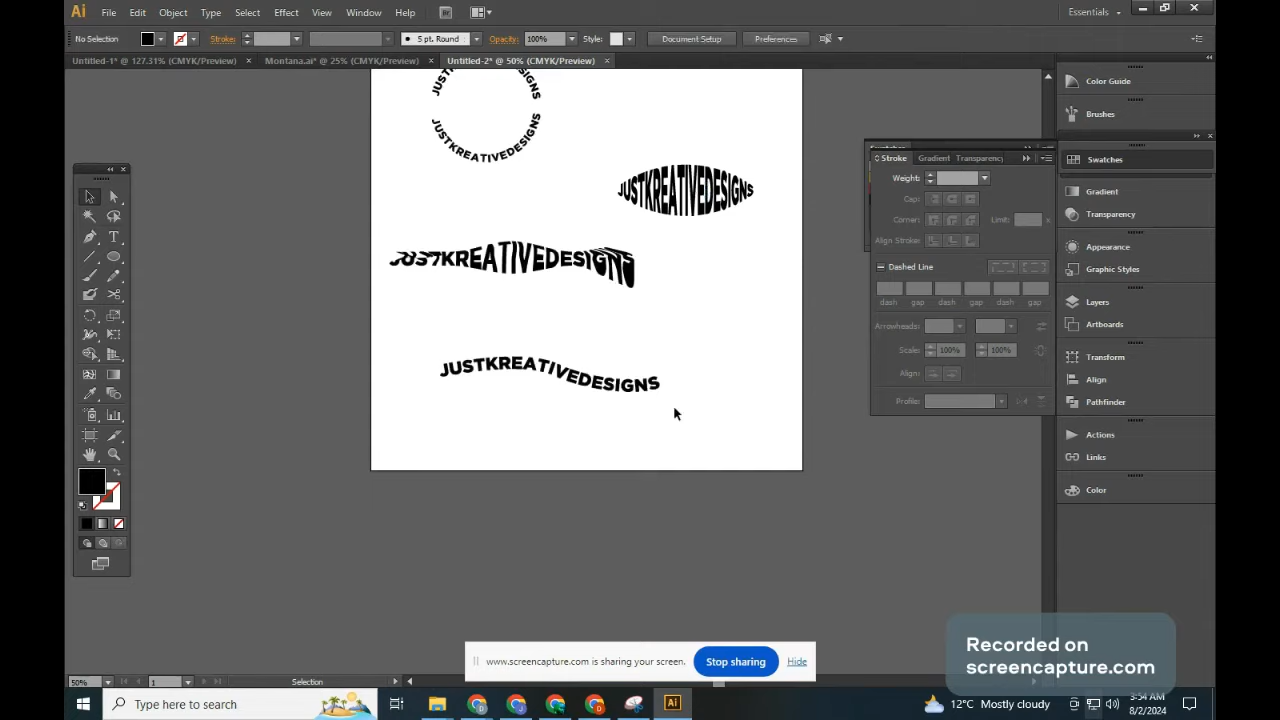 Ai File Edit Object Type Select Effect View Window Help Br Essentials
No Selection Stroke: 5 pt. Round Opacity: 100% Style: Document Setup Preferences
Untitled-1* @ 127.31% (CMYK/Preview) × Montana.ai* @ 25% (CMYK/Preview) × Untitled-2* @ 50% (CMYK/Preview) ×
JUSTKREATIVEDESIGNS
JUSTKREATIVEDESIGNS
JUSTKREATIVEDESIGNS
JUSTKREATIVEDESIGNS
Stroke Gradient Transparency
Weight:
Cap:
Corner: Limit:
Align Stroke:
Dashed Line
dash gap dash gap dash gap
Arrowheads:
Scale: 100% 100%
Align:
Profile:
Color Guide
Brushes
Swatches
Gradient
Transparency
Appearance
Graphic Styles
Layers
Artboards
Transform
Align
Pathfinder
Actions
Links
Color
www.screencapture.com is sharing your screen. Stop sharing Hide
Recorded on
screencapture.com
50% 1 Selection
Type here to search Ai 12°C Mostly cloudy 3:54 AM
8/2/2024